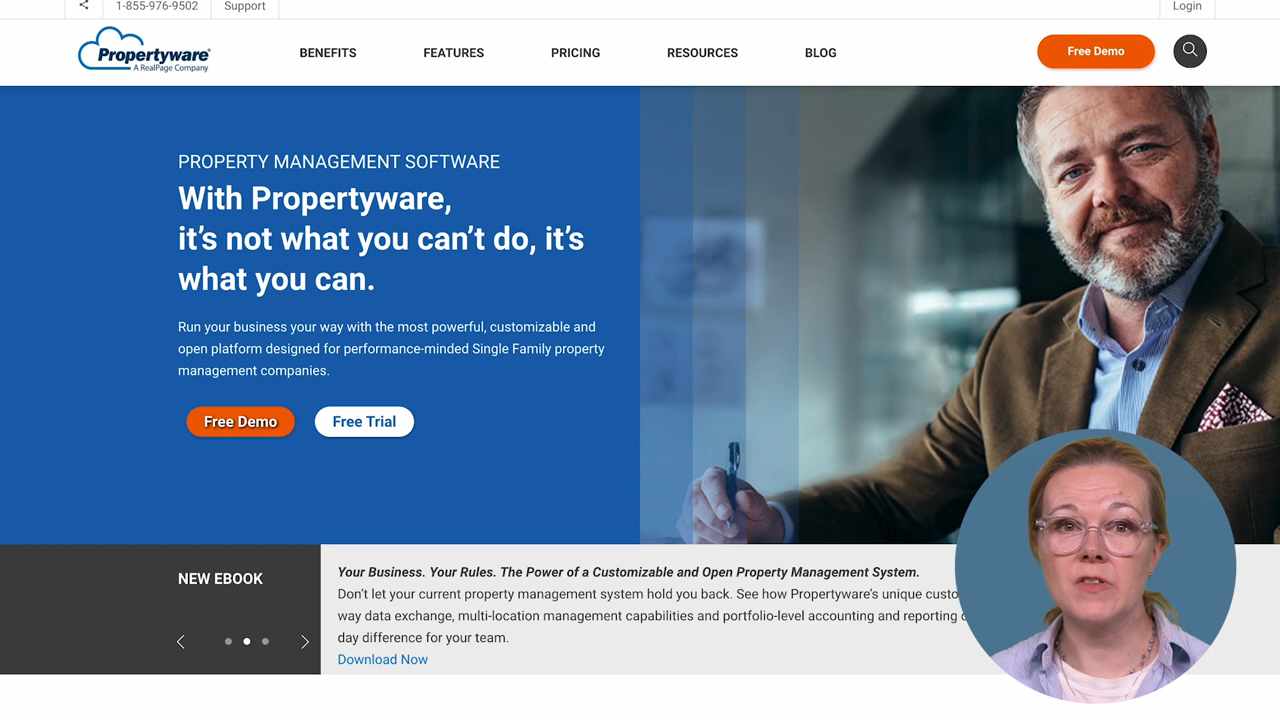 1-855-976-9502
Support
Login
Propertyware®
A RealPage Company
BENEFITS
FEATURES
PRICING
RESOURCES
BLOG
Free Demo
PROPERTY MANAGEMENT SOFTWARE
With Propertyware,
it's not what you can't do, it's
what you can.
Run your business your way with the most powerful, customizable and
open platform designed for performance-minded Single Family property
management companies.
Free Demo
Free Trial
NEW EBOOK
Your Business. Your Rules. The Power of a Customizable and Open Property Management System.
Don't let your current property management system hold you back. See how Propertyware's unique
way data exchange, multi-location management capabilities and portfolio-level accounting and reporting
day difference for your team.
Download Now